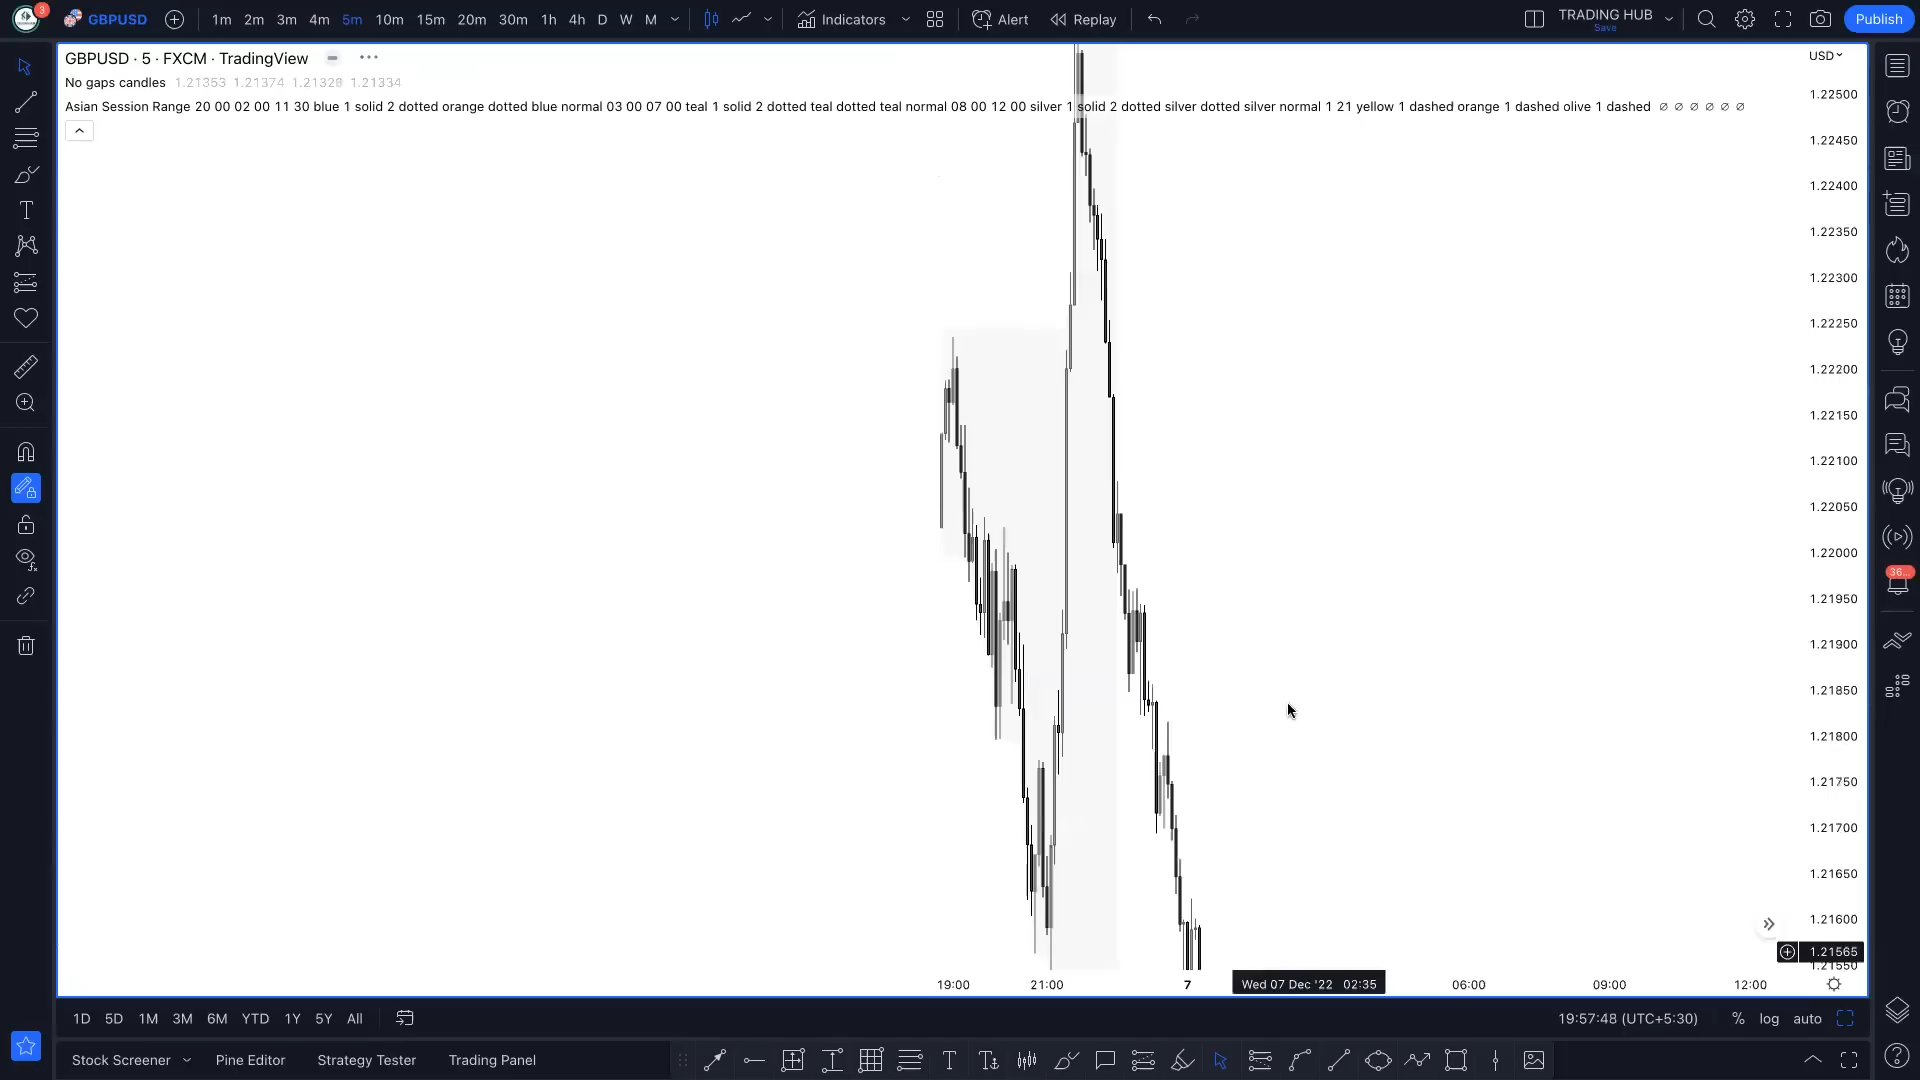 3
GBPUSD 1m 2m 3m 4m 5m 10m 15m 20m 30m 1h 4h D W M Indicators Alert Replay TRADING HUB Save Publish
GBPUSD · 5 · FXCM · TradingView
USD
No gaps candles 1.21353 1.21374 1.21328 1.21334
Asian Session Range 20 00 02 00 11 30 blue 1 solid 2 dotted orange dotted blue normal 03 00 07 00 teal 1 solid 2 dotted teal dotted teal normal 08 00 12 00 silver 1 solid 2 dotted silver dotted silver normal 1 21 yellow 1 dashed orange 1 dashed olive 1 dashed ∅ ∅ ∅ ∅ ∅ ∅
1.22500
1.22450
1.22400
1.22350
1.22300
1.22250
1.22200
1.22150
1.22100
1.22050
1.22000
1.21950
1.21900
1.21850
1.21800
1.21750
1.21700
1.21650
1.21600
1.21565
1.21550
36...
19:00 21:00 7 Wed 07 Dec '22 02:35 06:00 09:00 12:00
1D 5D 1M 3M 6M YTD 1Y 5Y All 19:57:48 (UTC+5:30) % log auto
Stock Screener Pine Editor Strategy Tester Trading Panel